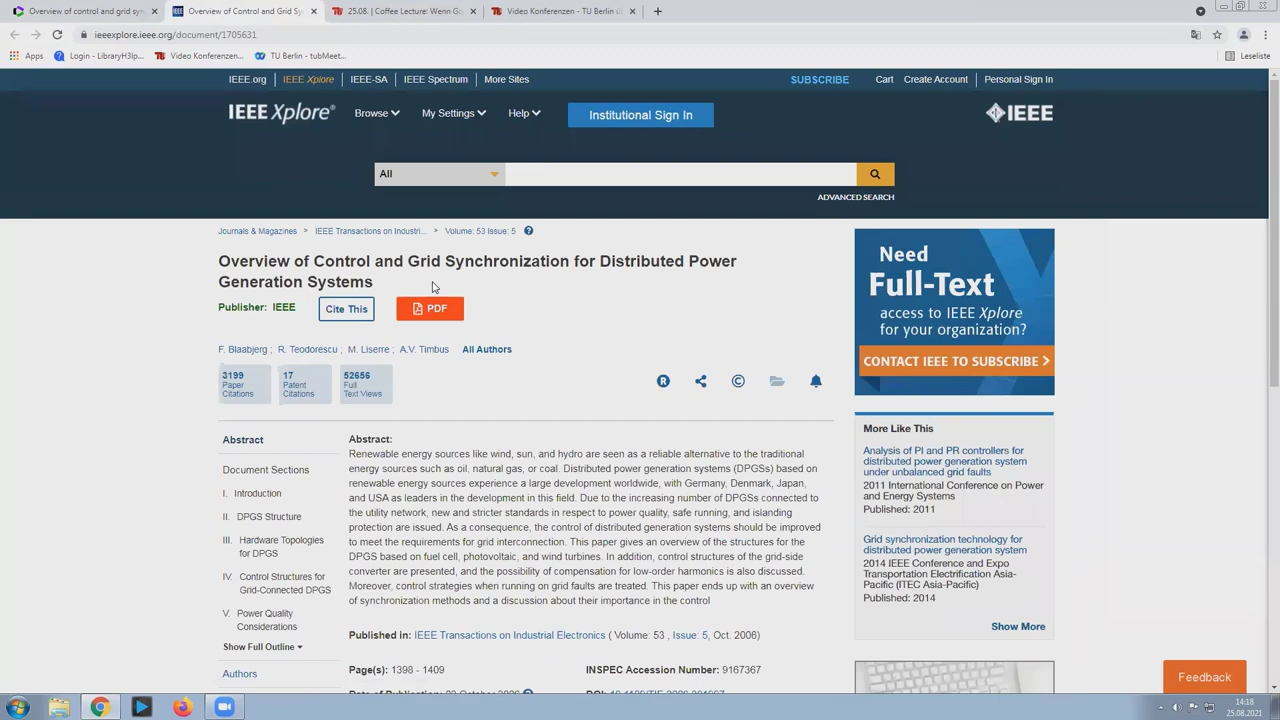 Overview of control and grid syn
Overview of Control and Grid Sy
25.08. | Coffee Lecture: Wenn Go
Video Konferenzen - TU Berlin ü
ieeexplore.ieee.org/document/1705631
Apps
Login - LibraryH3lp...
Video Konferenzen...
TU Berlin - tubMeet...
Leseliste
IEEE.org
IEEE Xplore
IEEE-SA
IEEE Spectrum
More Sites
SUBSCRIBE
Cart
Create Account
Personal Sign In
IEEE Xplore®
Browse
My Settings
Help
Institutional Sign In
IEEE
All
ADVANCED SEARCH
Journals & Magazines > IEEE Transactions on Industri... > Volume: 53 Issue: 5
Overview of Control and Grid Synchronization for Distributed Power
Generation Systems
Publisher: IEEE
Cite This
PDF
F. Blaabjerg ; R. Teodorescu ; M. Liserre ; A.V. Timbus
All Authors
3199
Paper
Citations
17
Patent
Citations
52656
Full
Text Views
R
©
Abstract
Document Sections
I. Introduction
II. DPGS Structure
III. Hardware Topologies
for DPGS
IV. Control Structures for
Grid-Connected DPGS
V. Power Quality
Considerations
Show Full Outline
Authors
Abstract:
Renewable energy sources like wind, sun, and hydro are seen as a reliable alternative to the traditional
energy sources such as oil, natural gas, or coal. Distributed power generation systems (DPGSs) based on
renewable energy sources experience a large development worldwide, with Germany, Denmark, Japan,
and USA as leaders in the development in this field. Due to the increasing number of DPGSs connected to
the utility network, new and stricter standards in respect to power quality, safe running, and islanding
protection are issued. As a consequence, the control of distributed generation systems should be improved
to meet the requirements for grid interconnection. This paper gives an overview of the structures for the
DPGS based on fuel cell, photovoltaic, and wind turbines. In addition, control structures of the grid-side
converter are presented, and the possibility of compensation for low-order harmonics is also discussed.
Moreover, control strategies when running on grid faults are treated. This paper ends up with an overview
of synchronization methods and a discussion about their importance in the control
Published in: IEEE Transactions on Industrial Electronics ( Volume: 53 , Issue: 5, Oct. 2006)
Page(s): 1398 - 1409
INSPEC Accession Number: 9167367
Need
Full-Text
access to IEEE Xplore
for your organization?
CONTACT IEEE TO SUBSCRIBE >
More Like This
Analysis of PI and PR controllers for
distributed power generation system
under unbalanced grid faults
2011 International Conference on Power
and Energy Systems
Published: 2011
Grid synchronization technology for
distributed power generation system
2014 IEEE Conference and Expo
Transportation Electrification Asia-
Pacific (ITEC Asia-Pacific)
Published: 2014
Show More
Feedback
14:18
25.08.2021